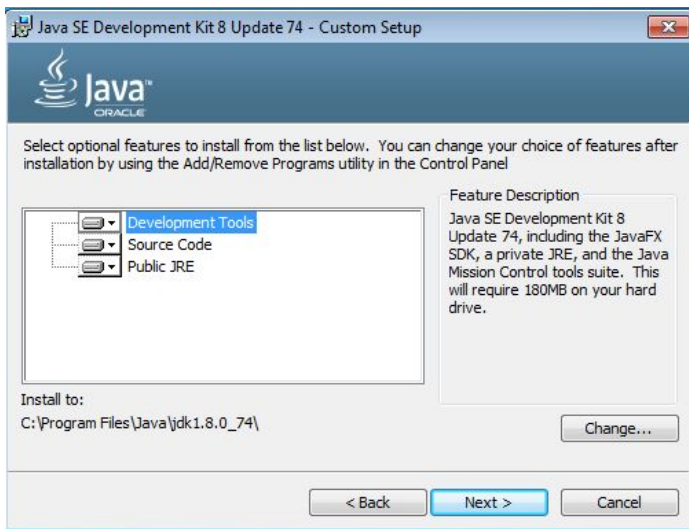 Java SE Development Kit 8 Update 74 - Custom Setup
Java™
ORACLE
Select optional features to install from the list below. You can change your choice of features after
installation by using the Add/Remove Programs utility in the Control Panel
Development Tools
Source Code
Public JRE
Feature Description
Java SE Development Kit 8
Update 74, including the JavaFX
SDK, a private JRE, and the Java
Mission Control tools suite. This
will require 180MB on your hard
drive.
Install to:
C:\Program Files\Java\jdk1.8.0_74\
Change...
< Back
Next >
Cancel